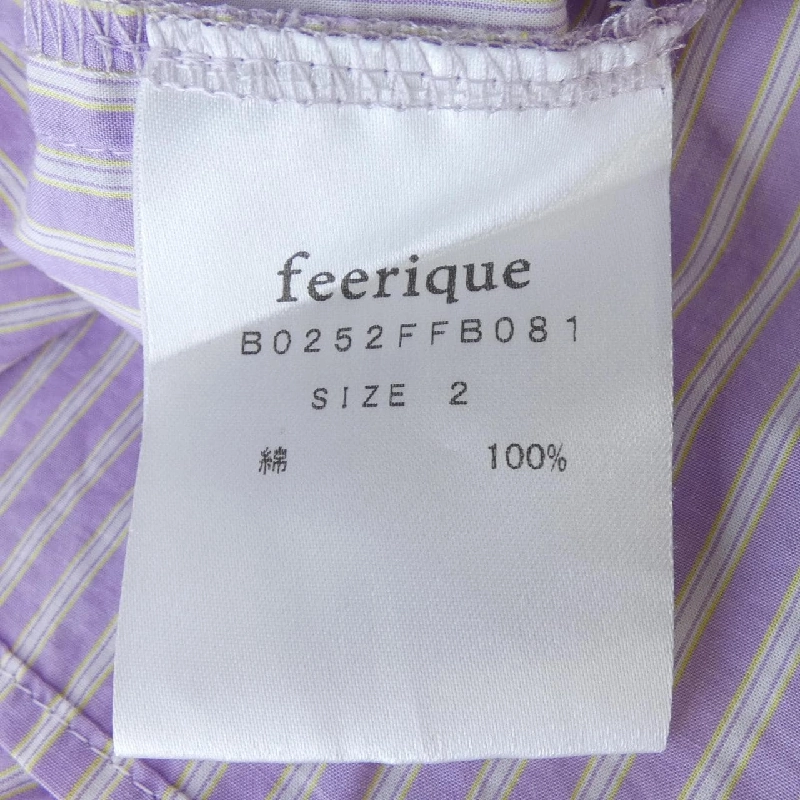 feerique
B0252FFB081
SIZE 2
綿 100%